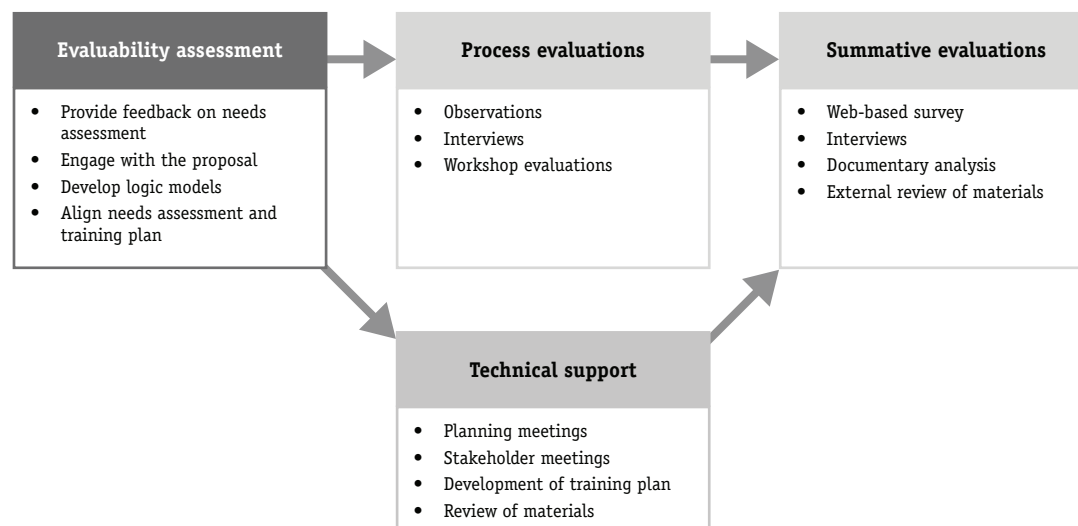 Evaluability assessment
• Provide feedback on needs
assessment
• Engage with the proposal
• Develop logic models
• Align needs assessment and
training plan
Process evaluations
• Observations
• Interviews
• Workshop evaluations
Summative evaluations
• Web-based survey
• Interviews
• Documentary analysis
• External review of materials
Technical support
• Planning meetings
• Stakeholder meetings
• Development of training plan
• Review of materials